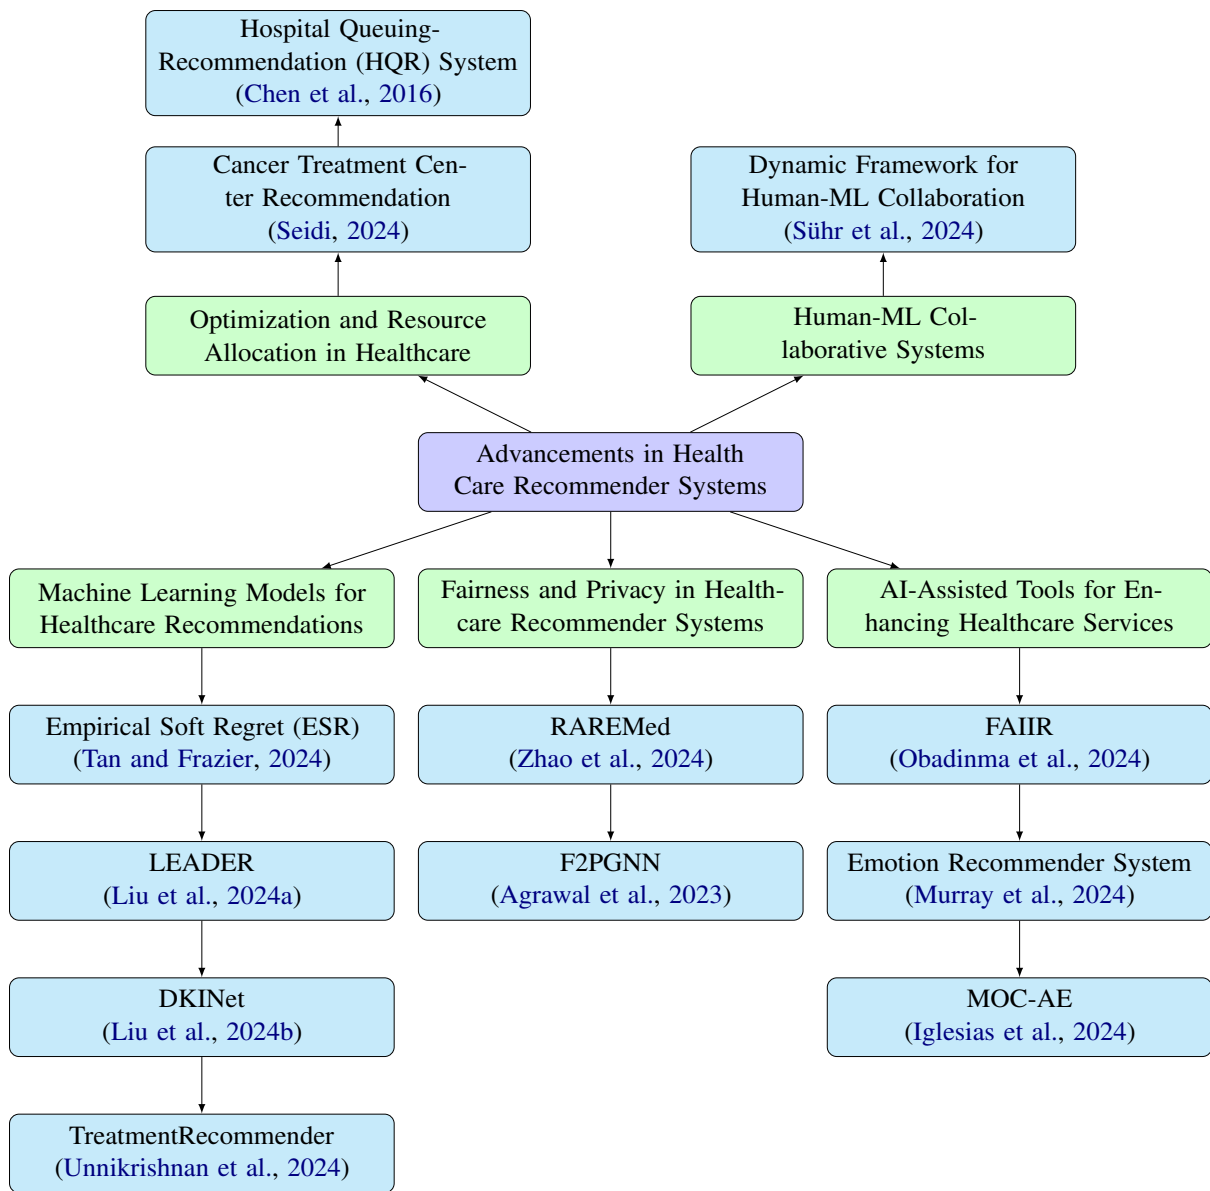 Hospital Queuing-
Recommendation (HQR) System
(Chen et al., 2016)
Cancer Treatment Cen-
ter Recommendation
(Seidi, 2024)
Dynamic Framework for
Human-ML Collaboration
(Sühr et al., 2024)
Optimization and Resource
Allocation in Healthcare
Human-ML Col-
laborative Systems
Advancements in Health
Care Recommender Systems
Machine Learning Models for
Healthcare Recommendations
Fairness and Privacy in Health-
care Recommender Systems
AI-Assisted Tools for En-
hancing Healthcare Services
Empirical Soft Regret (ESR)
(Tan and Frazier, 2024)
RAREMed
(Zhao et al., 2024)
FAIIR
(Obadinma et al., 2024)
LEADER
(Liu et al., 2024a)
F2PGNN
(Agrawal et al., 2023)
Emotion Recommender System
(Murray et al., 2024)
DKINet
(Liu et al., 2024b)
MOC-AE
(Iglesias et al., 2024)
TreatmentRecommender
(Unnikrishnan et al., 2024)